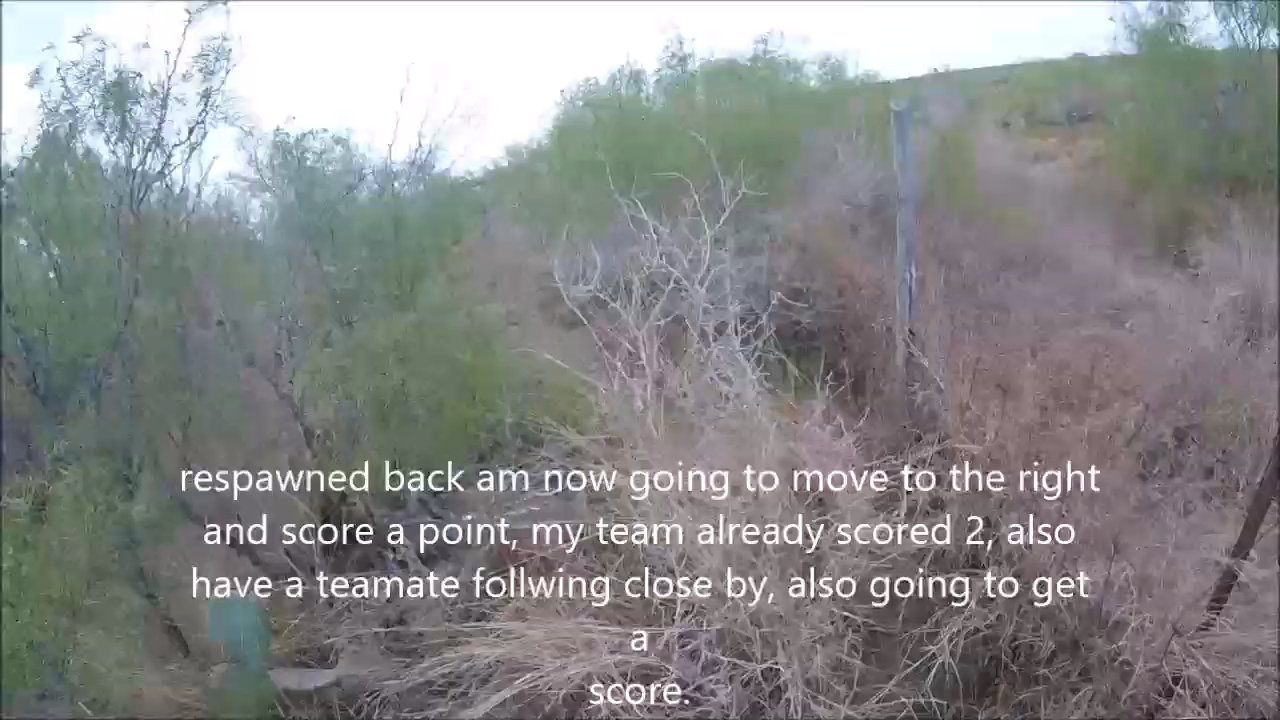 respawned back am now going to move to the right
and score a point, my team already scored 2, also
have a teamate follwing close by, also going to get
a
score.